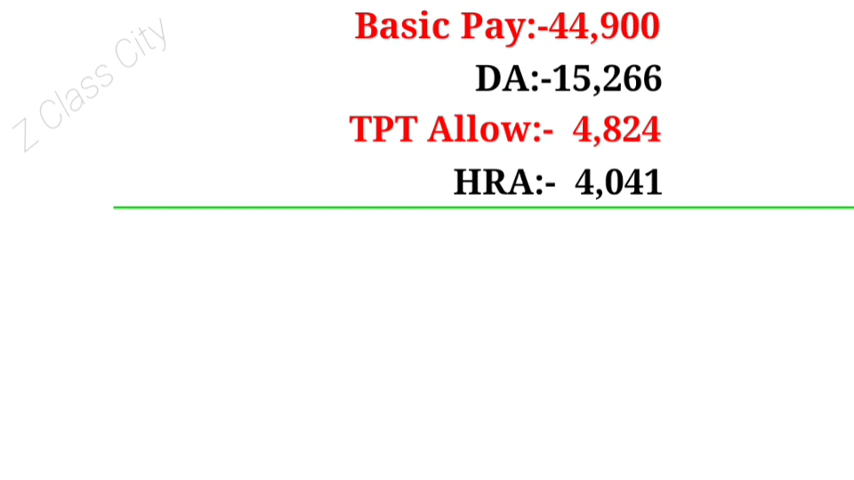 Basic Pay:-44,900
DA:-15,266
TPT Allow:- 4,824
HRA:- 4,041
Z Class City